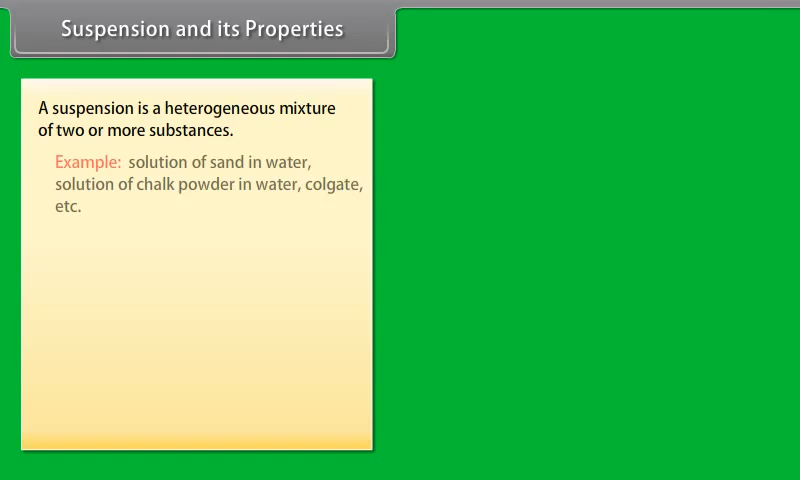 Suspension and its Properties
A suspension is a heterogeneous mixture
of two or more substances.
Example: solution of sand in water,
solution of chalk powder in water, colgate,
etc.